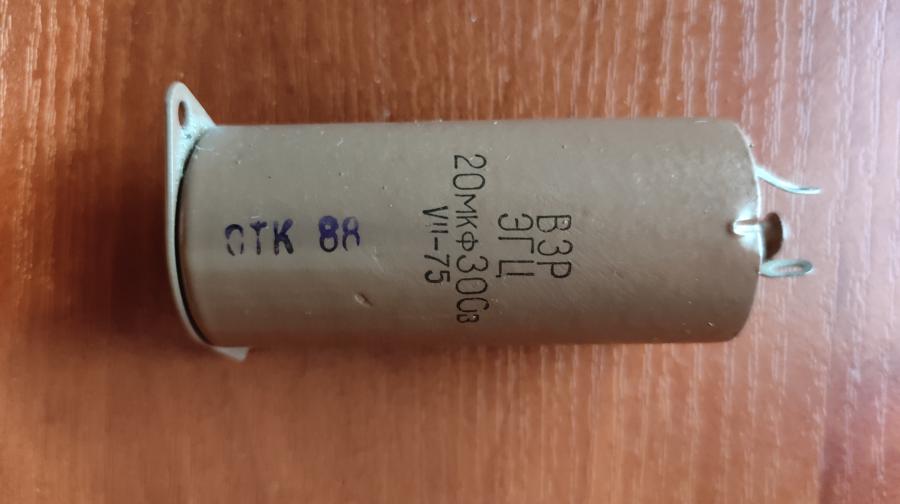 ВЗР
ЭГЦ
20мкф300в
VII-75
ОТК 88